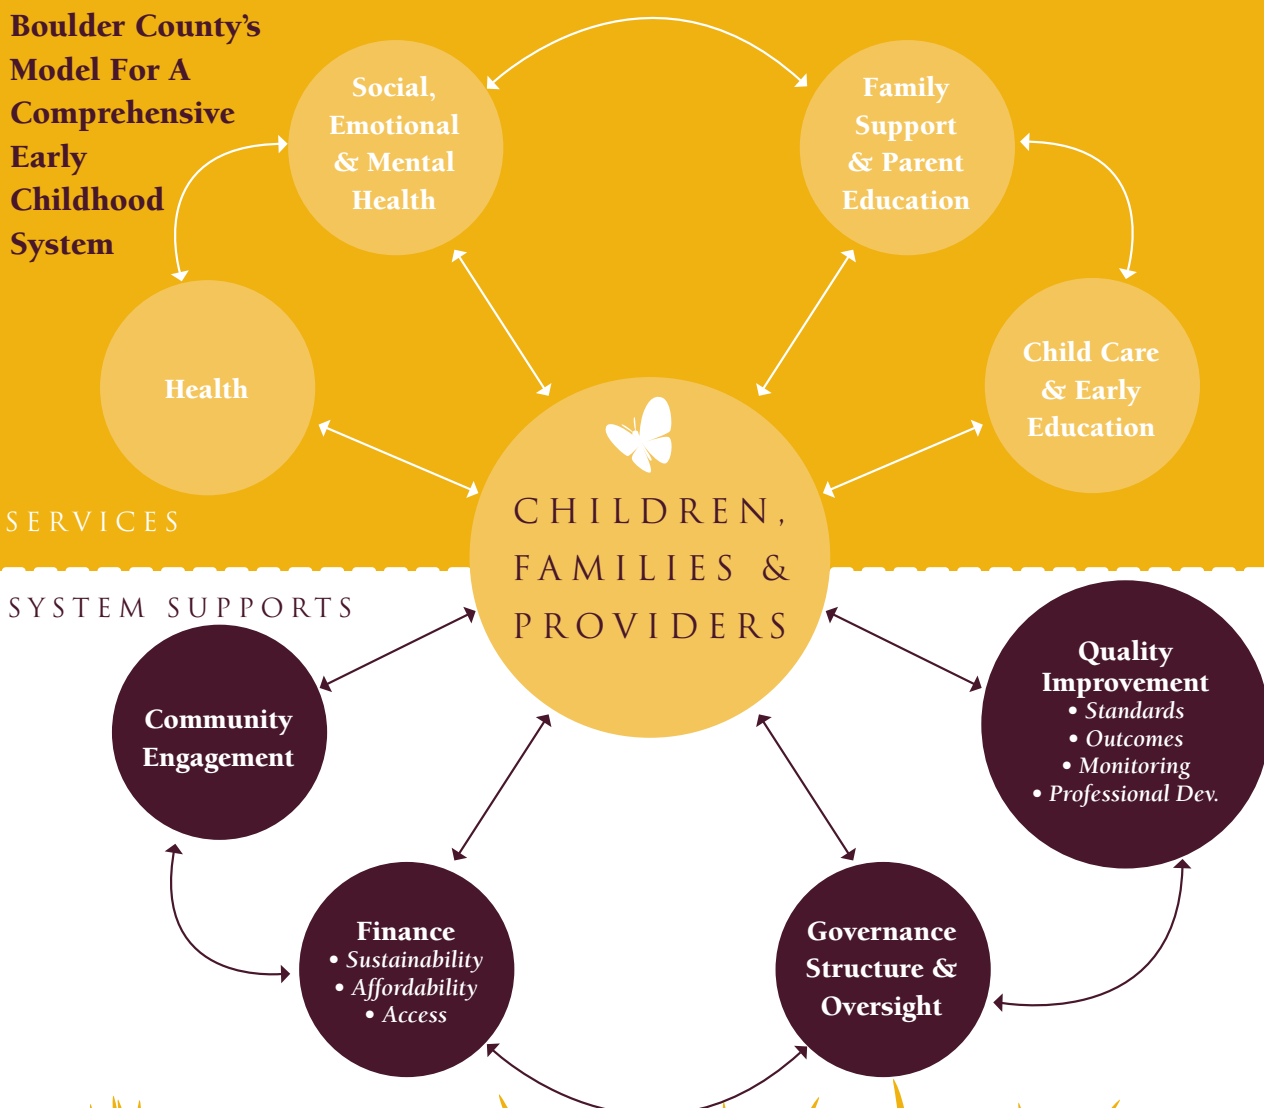 Boulder County’s
Model For A
Comprehensive
Early
Childhood
System
Social,
Emotional
& Mental
Health
Family
Support
& Parent
Education
Health
Child Care
& Early
Education
SERVICES
CHILDREN,
FAMILIES &
PROVIDERS
SYSTEM SUPPORTS
Community
Engagement
Quality
Improvement
• Standards
• Outcomes
• Monitoring
• Professional Dev.
Finance
• Sustainability
• Affordability
• Access
Governance
Structure &
Oversight